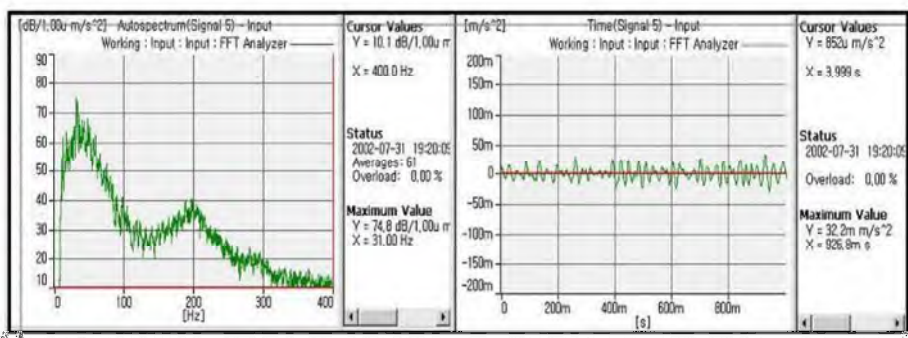 [dB/1,00u m/s^2] Autospectrum(Signal 5) - Input
Working : Input : Input : FFT Analyzer
90
80
70
60
50
40
30
20
10
0 100 200 300 400
[Hz]
Cursor Values
Y = 10.1 dB/1,00u m
X = 400.0 Hz
Status
2002-07-31 19:20:09
Averages: 61
Overload: 0,00 %
Maximum Value
Y = 74,8 dB/1,00u m
X = 31.00 Hz
[m/s^2] Time(Signal 5) - Input
Working : Input : Input : FFT Analyzer
200m
150m
100m
50m
0
-50m
-100m
-150m
-200m
0 200m 400m 600m 800m
[s]
Cursor Values
Y = 852u m/s^2
X = 3.999 s
Status
2002-07-31 19:20:09
Overload: 0,00 %
Maximum Value
Y = 32.2m m/s^2
X = 926,8m s